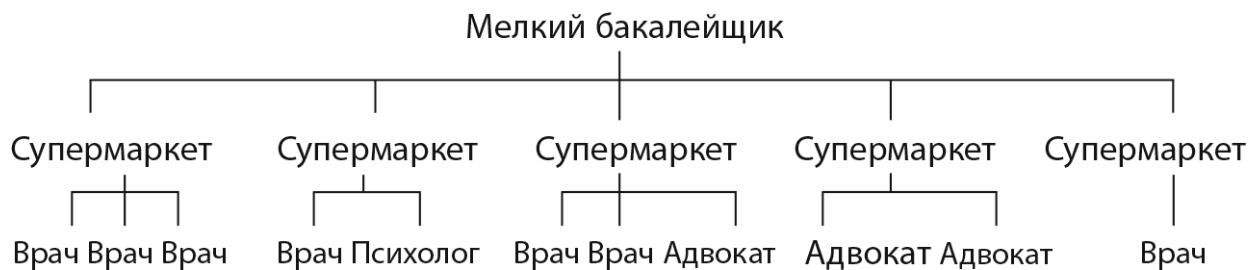 Мелкий бакалейщик
Супермаркет Супермаркет Супермаркет Супермаркет Супермаркет
Врач Врач Врач Врач Психолог Врач Врач Адвокат Адвокат Адвокат Врач